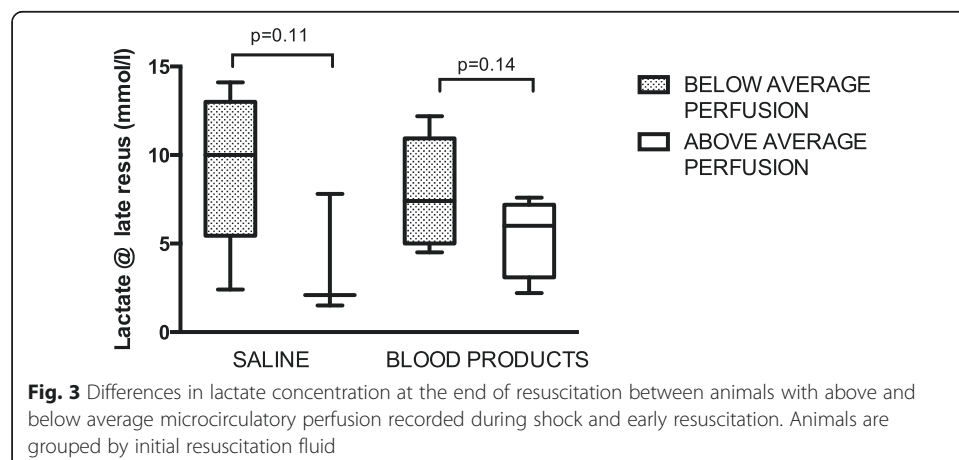 p=0.11
p=0.14
Lactate @ late resus (mmol/l)
15
10
5
0
SALINE
BLOOD PRODUCTS
BELOW AVERAGE
PERFUSION
ABOVE AVERAGE
PERFUSION
Fig. 3 Differences in lactate concentration at the end of resuscitation between animals with above and
below average microcirculatory perfusion recorded during shock and early resuscitation. Animals are
grouped by initial resuscitation fluid